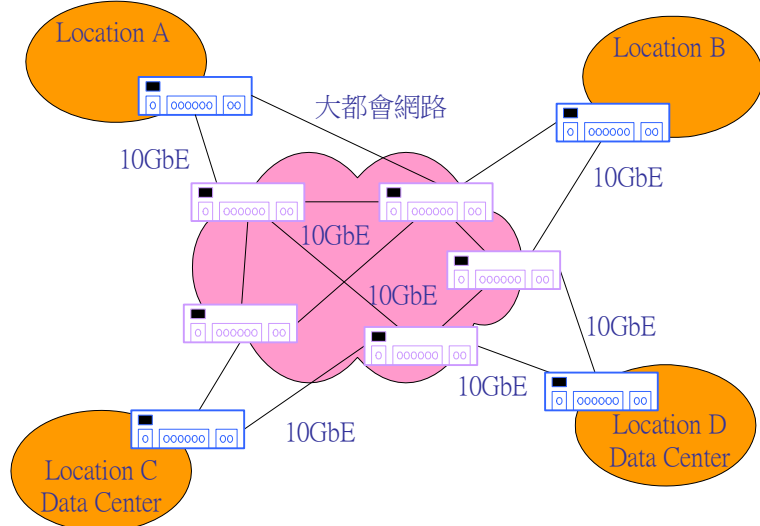 Location A
Location B
大都會網路
10GbE
10GbE
10GbE
10GbE
10GbE
10GbE
10GbE
Location D
Data Center
Location C
Data Center